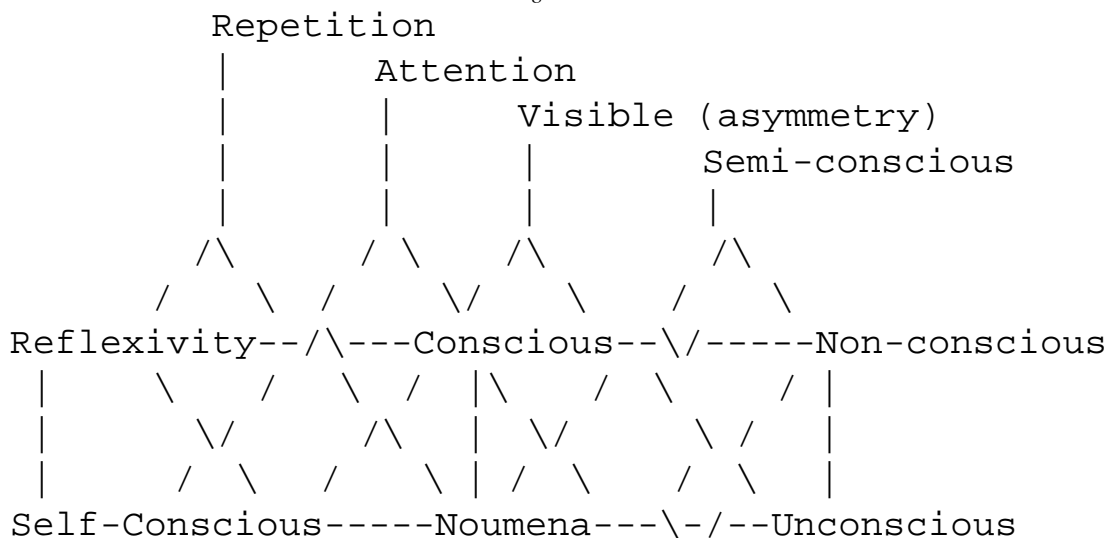 Repetition
Attention
Visible (asymmetry)
Semi-conscious
Reflexivity--/\---Conscious--\/-----Non-conscious
Self-Conscious-----Noumena---\-/--Unconscious